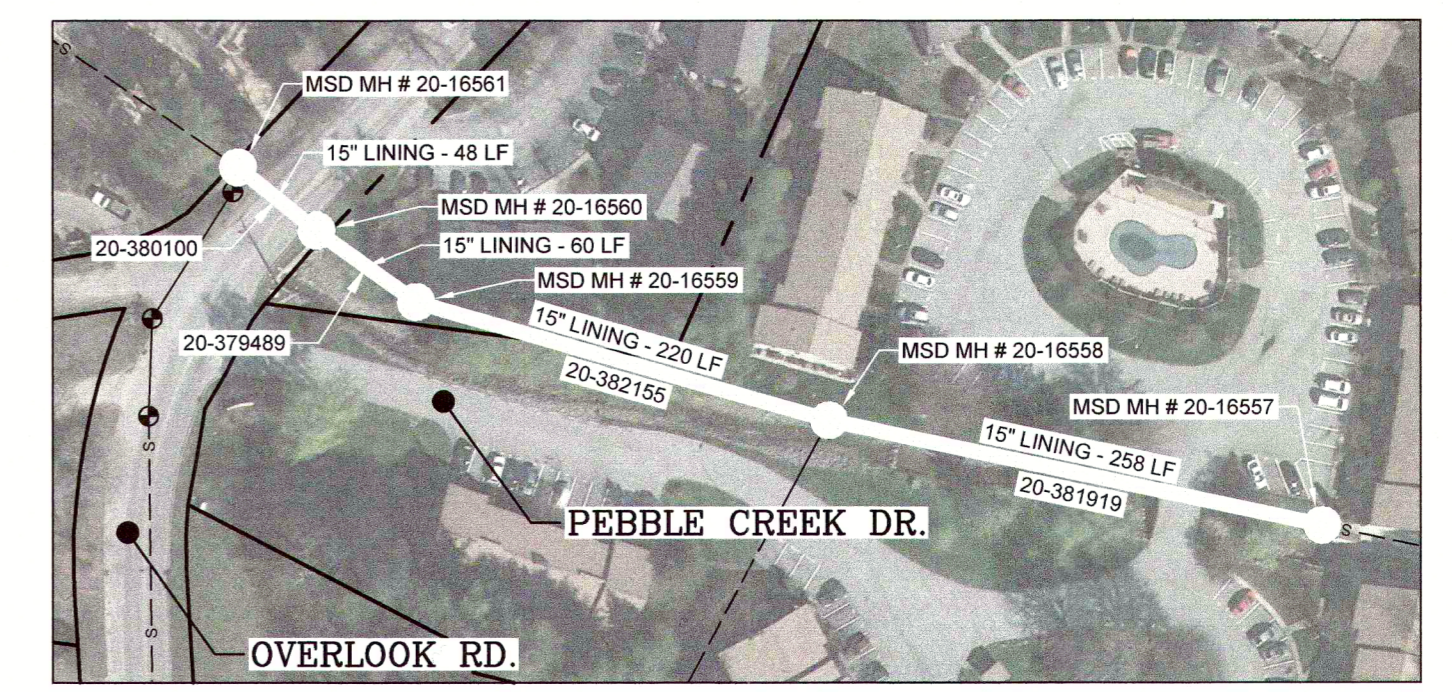 S
MSD MH # 20-16561
15" LINING - 48 LF
MSD MH # 20-16560
20-380100
15" LINING - 60 LF
MSD MH # 20-16559
20-379489
15" LINING - 220 LF
20-382155
MSD MH # 20-16558
MSD MH # 20-16557
15" LINING - 258 LF
20-381919
S
S
PEBBLE CREEK DR.
S
OVERLOOK RD.